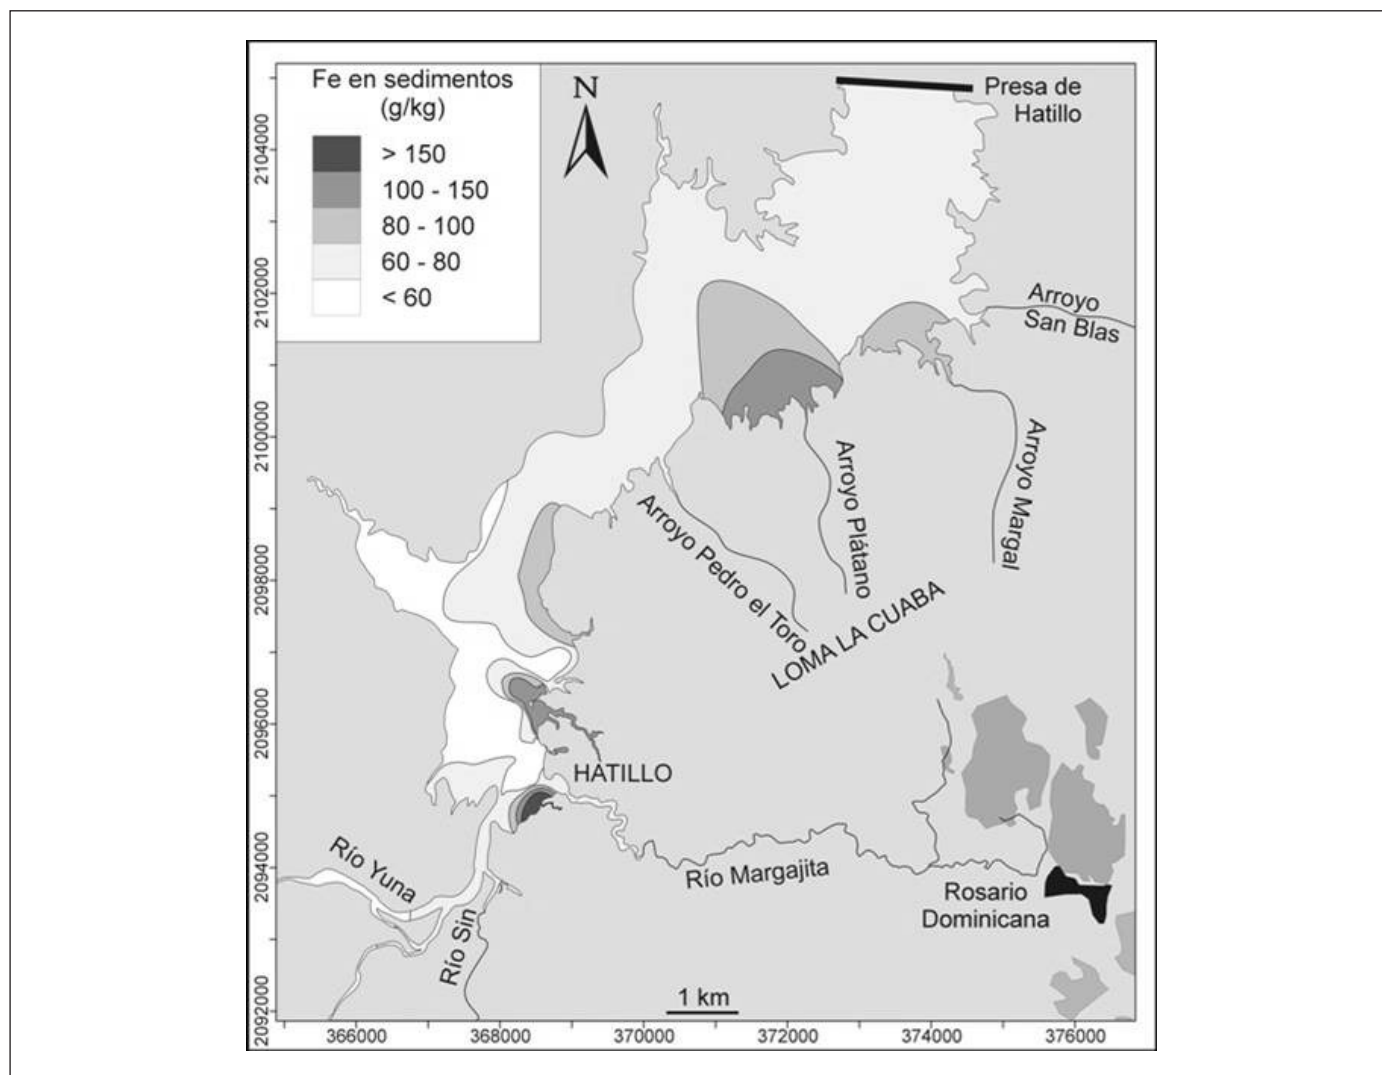 Fe en sedimentos
(g/kg)
> 150
100 - 150
80 - 100
60 - 80
< 60
N
Presa de
Hatillo
Arroyo
San Blas
Arroyo Margal
Arroyo Plátano
Arroyo Pedro el Toro
LOMA LA CUABA
HATILLO
Río Margajita
Rosario
Dominicana
Río Yuna
Río Sin
1 km
2104000
2102000
2100000
2098000
2096000
2094000
2092000
366000
368000
370000
372000
374000
376000